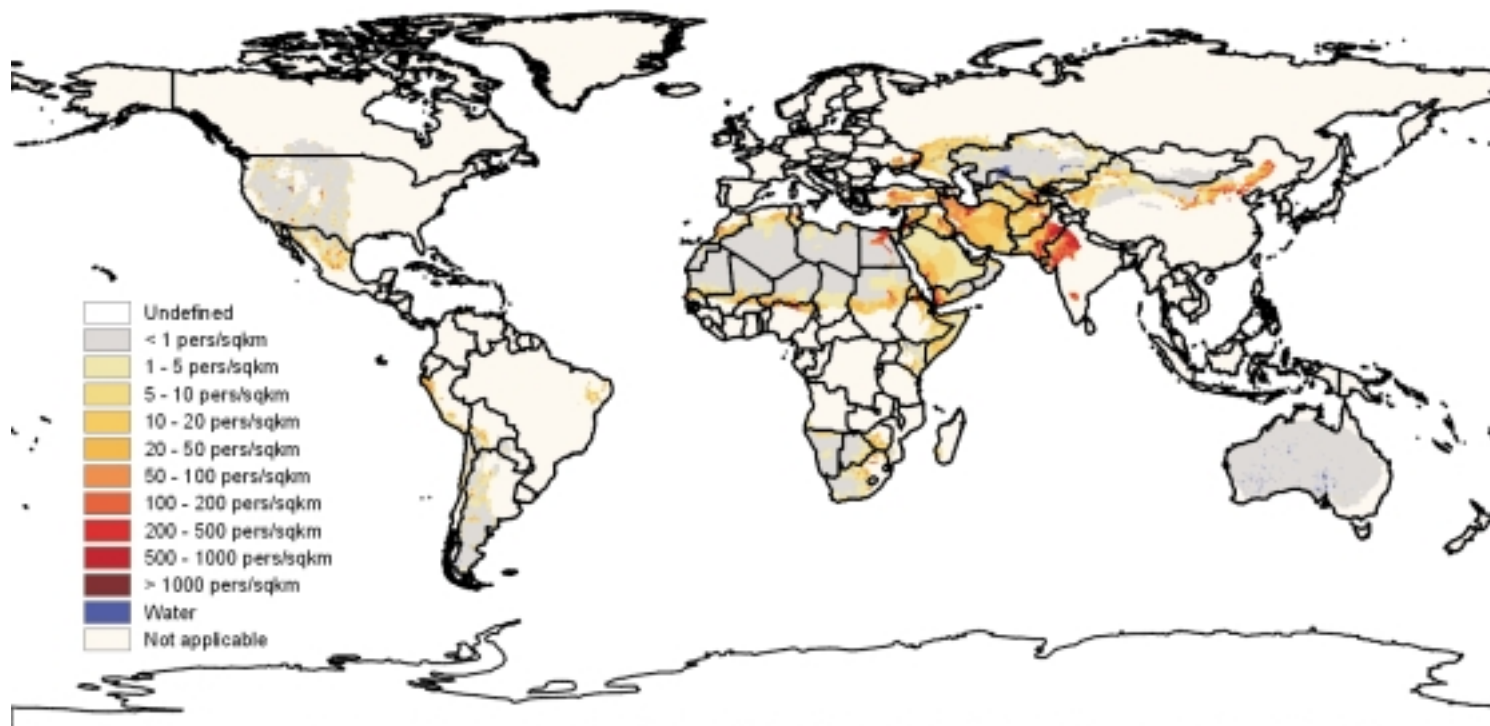 Undefined
< 1 pers/sqkm
1 - 5 pers/sqkm
5 - 10 pers/sqkm
10 - 20 pers/sqkm
20 - 50 pers/sqkm
50 - 100 pers/sqkm
100 - 200 pers/sqkm
200 - 500 pers/sqkm
500 - 1000 pers/sqkm
> 1000 pers/sqkm
Water
Not applicable